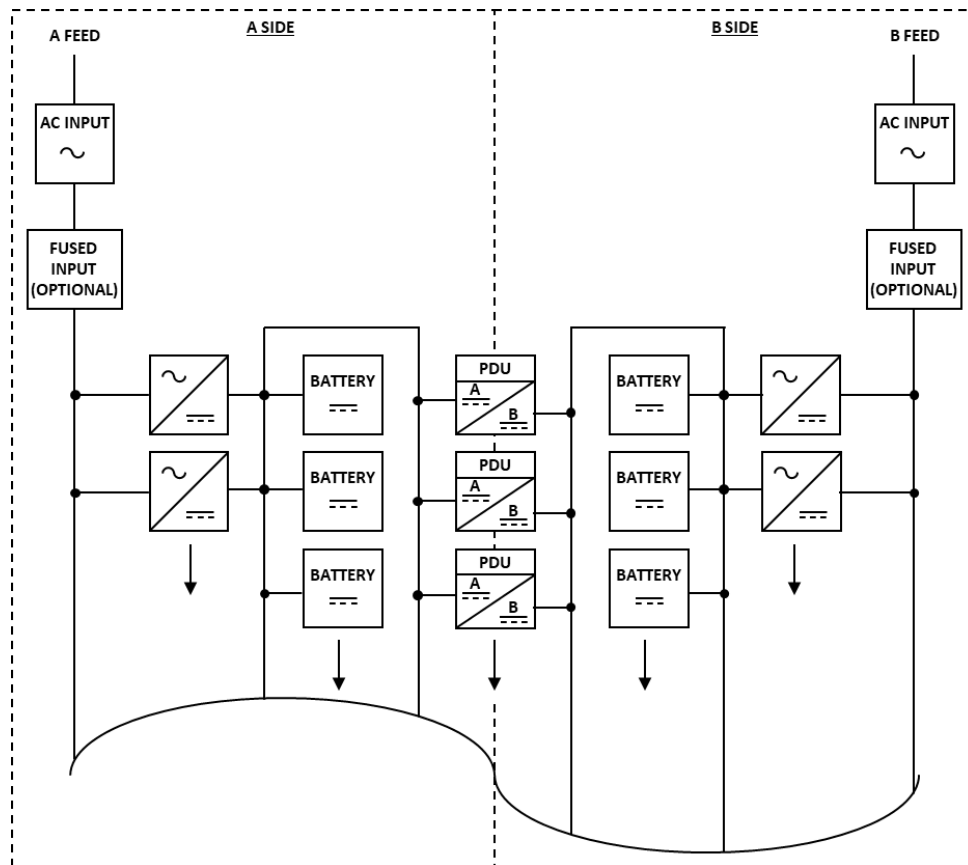 A SIDE
B SIDE
A FEED
B FEED
AC INPUT
AC INPUT
FUSED
INPUT
(OPTIONAL)
FUSED
INPUT
(OPTIONAL)
BATTERY
PDU
A
B
BATTERY
BATTERY
PDU
A
B
BATTERY
BATTERY
PDU
A
B
BATTERY